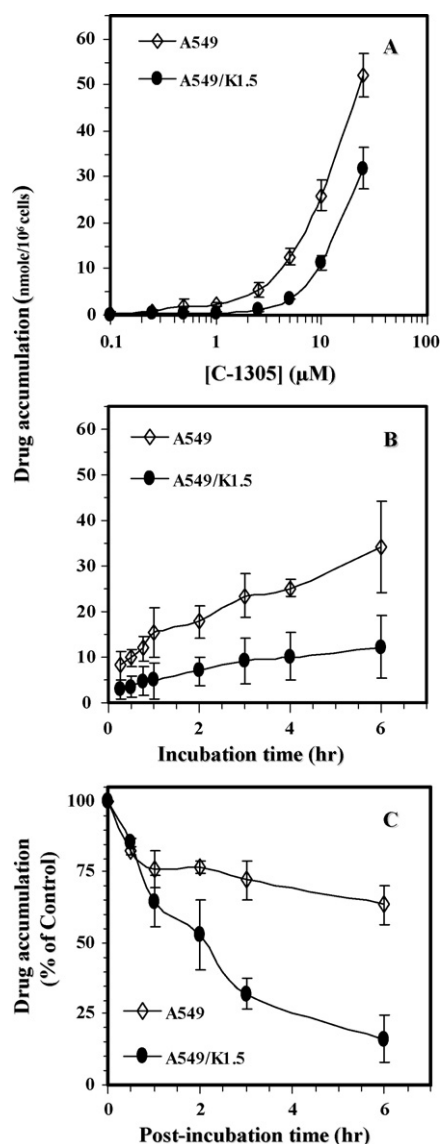 Drug accumulation (nmole/10⁶ cells)
A
A549
A549/K1.5
60
50
40
30
20
10
0
0.1
1
10
100
[C-1305] (µM)
B
A549
A549/K1.5
60
50
40
30
20
10
0
0
2
4
6
Incubation time (hr)
Drug accumulation
(% of Control)
C
100
75
50
25
0
A549
A549/K1.5
0
2
4
6
Post-incubation time (hr)